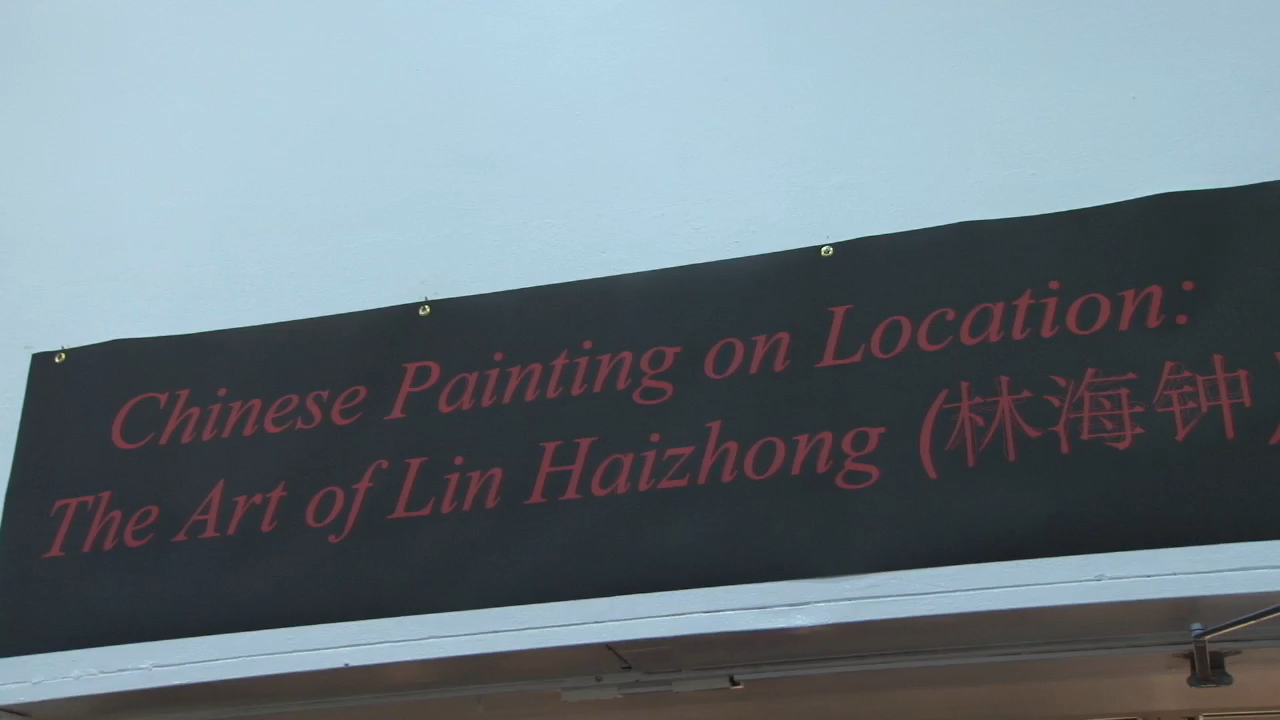 Chinese Painting on Location:
The Art of Lin Haizhong (林海钟)